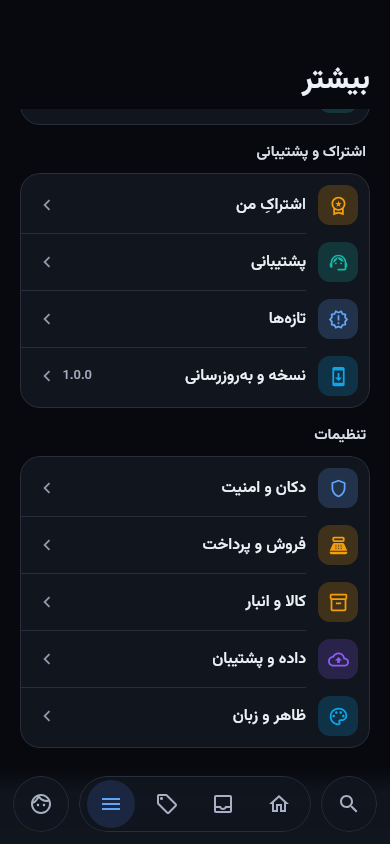 بیشتر
اشتراک و پشتیبانی
اشتراکِ من
پشتیبانی
تازه‌ها
نسخه و به‌روزرسانی 1.0.0
تنظیمات
دکان و امنیت
فروش و پرداخت
کالا و انبار
داده و پشتیبان
ظاهر و زبان